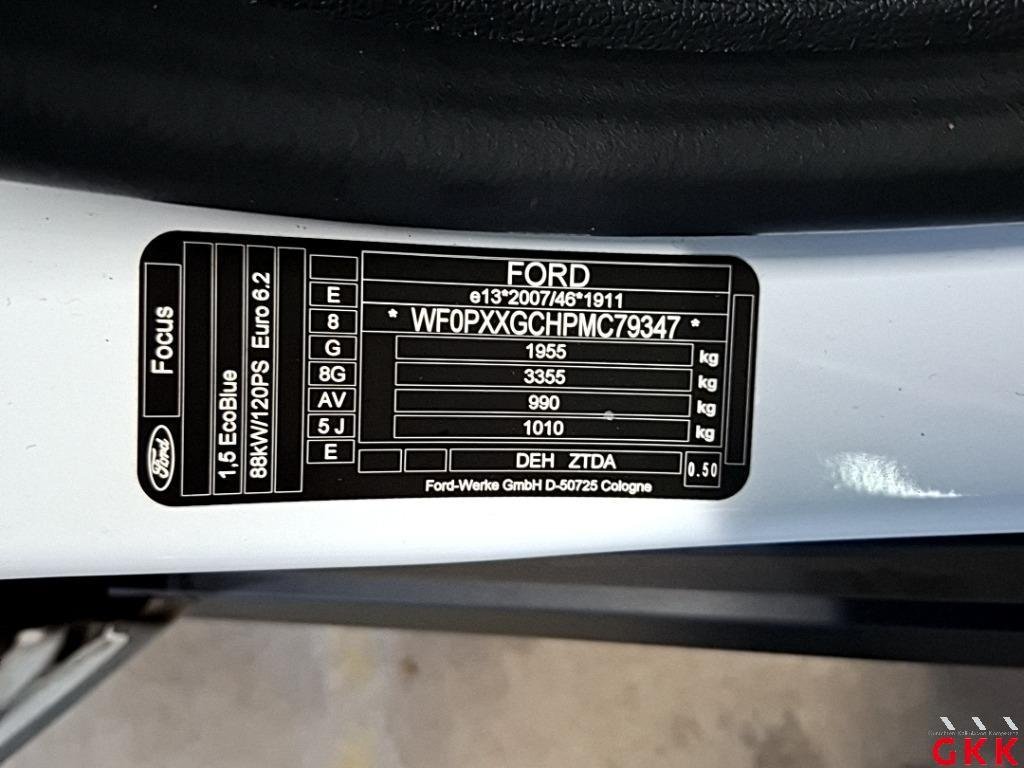 FORD
e13*2007/46*1911
* WF0PXXGCHPMC79347 *
1955 kg
3355 kg
990 kg
1010 kg
DEH ZTDA
0.50
Ford-Werke GmbH D-50725 Cologne
E
8
G
8G
AV
5 J
E
Focus
Ford
1,5 EcoBlue
88kW/120PS Euro 6.2
GKK